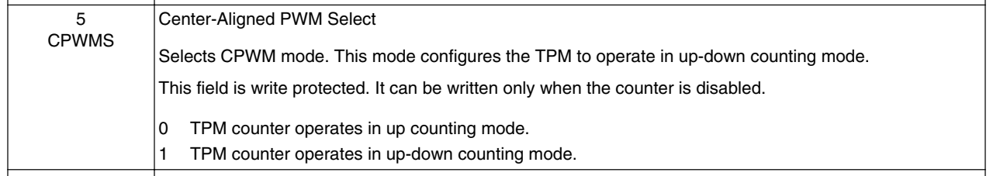 5
CPWMS
Center-Aligned PWM Select
Selects CPWM mode. This mode configures the TPM to operate in up-down counting mode.
This field is write protected. It can be written only when the counter is disabled.
0 TPM counter operates in up counting mode.
1 TPM counter operates in up-down counting mode.